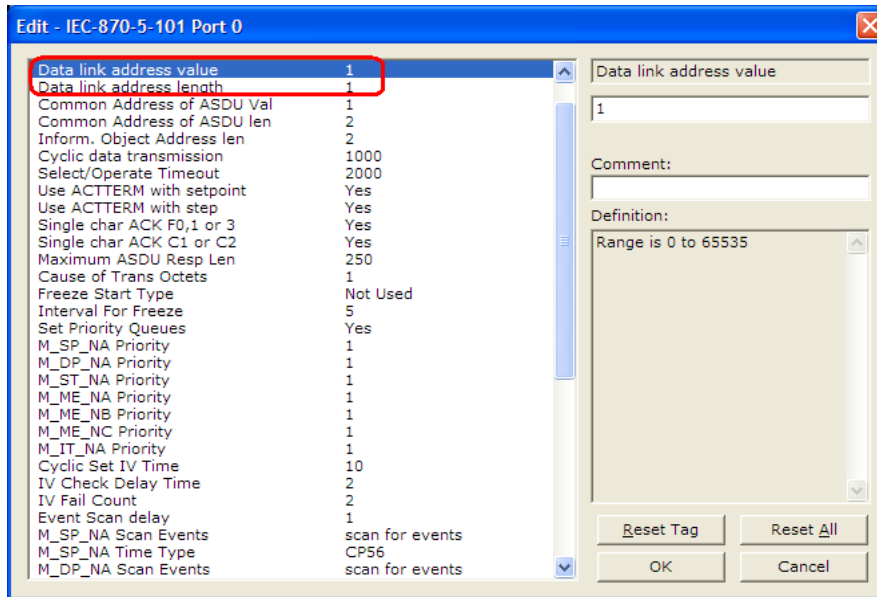 Edit - IEC-870-5-101 Port 0
Data link address value 1
Data link address length 1
Common Address of ASDU Val 1
Common Address of ASDU len 2
Inform. Object Address len 2
Cyclic data transmission 1000
Select/Operate Timeout 2000
Use ACTTERM with setpoint Yes
Use ACTTERM with step Yes
Single char ACK F0,1 or 3 Yes
Single char ACK C1 or C2 Yes
Maximum ASDU Resp Len 250
Cause of Trans Octets 1
Freeze Start Type Not Used
Interval For Freeze 5
Set Priority Queues Yes
M_SP_NA Priority 1
M_DP_NA Priority 1
M_ST_NA Priority 1
M_ME_NA Priority 1
M_ME_NB Priority 1
M_ME_NC Priority 1
M_IT_NA Priority 1
Cyclic Set IV Time 10
IV Check Delay Time 2
IV Fail Count 2
Event Scan delay 1
M_SP_NA Scan Events scan for events
M_SP_NA Time Type CP56
M_DP_NA Scan Events scan for events
Data link address value
1
Comment:
Definition:
Range is 0 to 65535
Reset Tag
Reset All
OK
Cancel